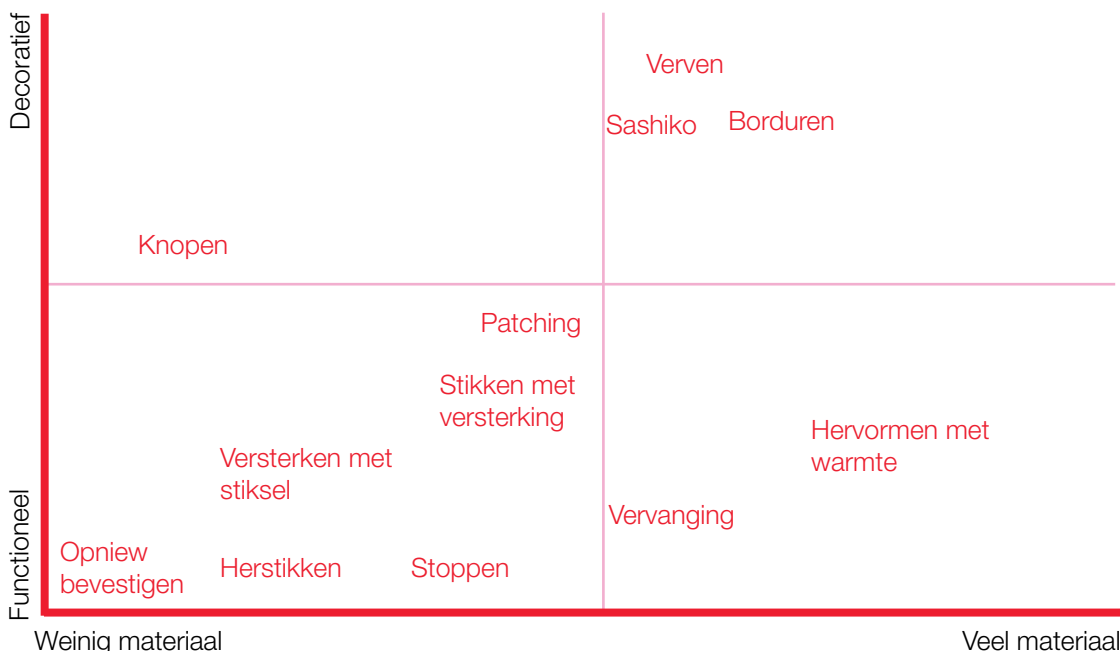 Decoratief
Verven
Sashiko
Borduren
Knopen
Patching
Stikken met
versterking
Hervormen met
warmte
Versterken met
stiksel
Vervanging
Opniew
bevestigen
Herstikken
Stoppen
Functioneel
Weinig materiaal
Veel materiaal